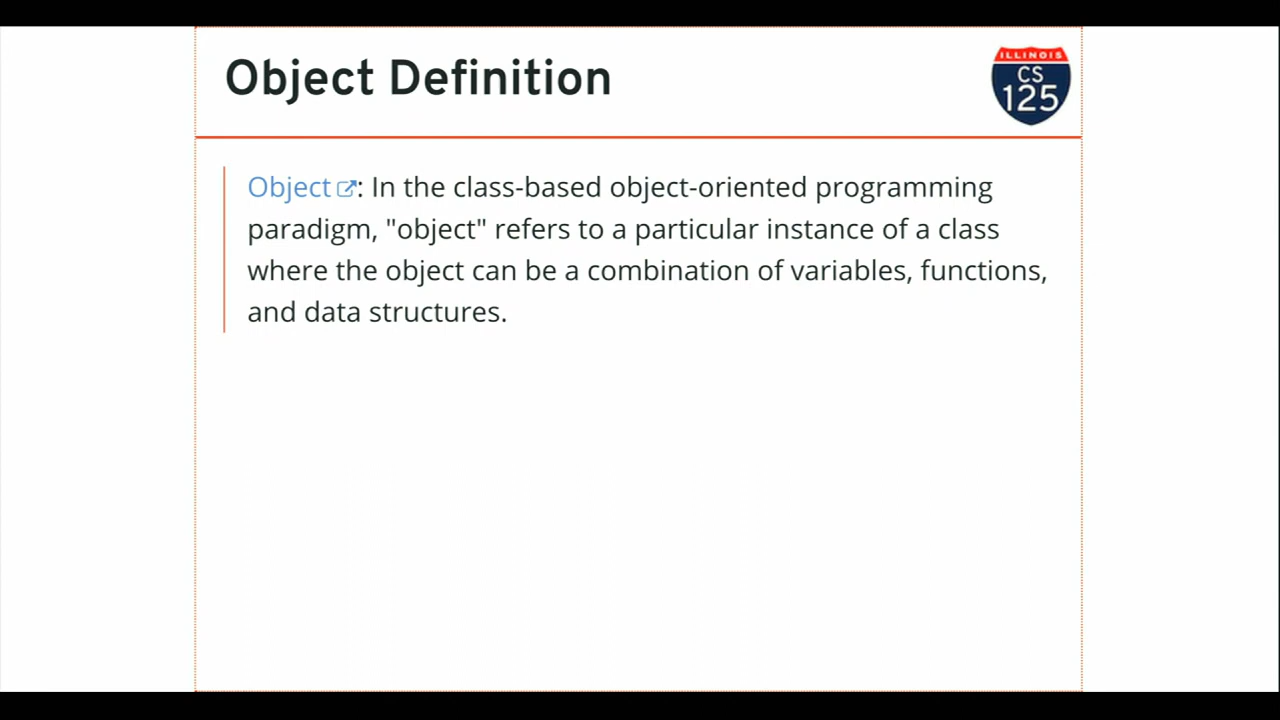 Object Definition
ILLINOIS
CS
125
Object: In the class-based object-oriented programming
paradigm, "object" refers to a particular instance of a class
where the object can be a combination of variables, functions,
and data structures.